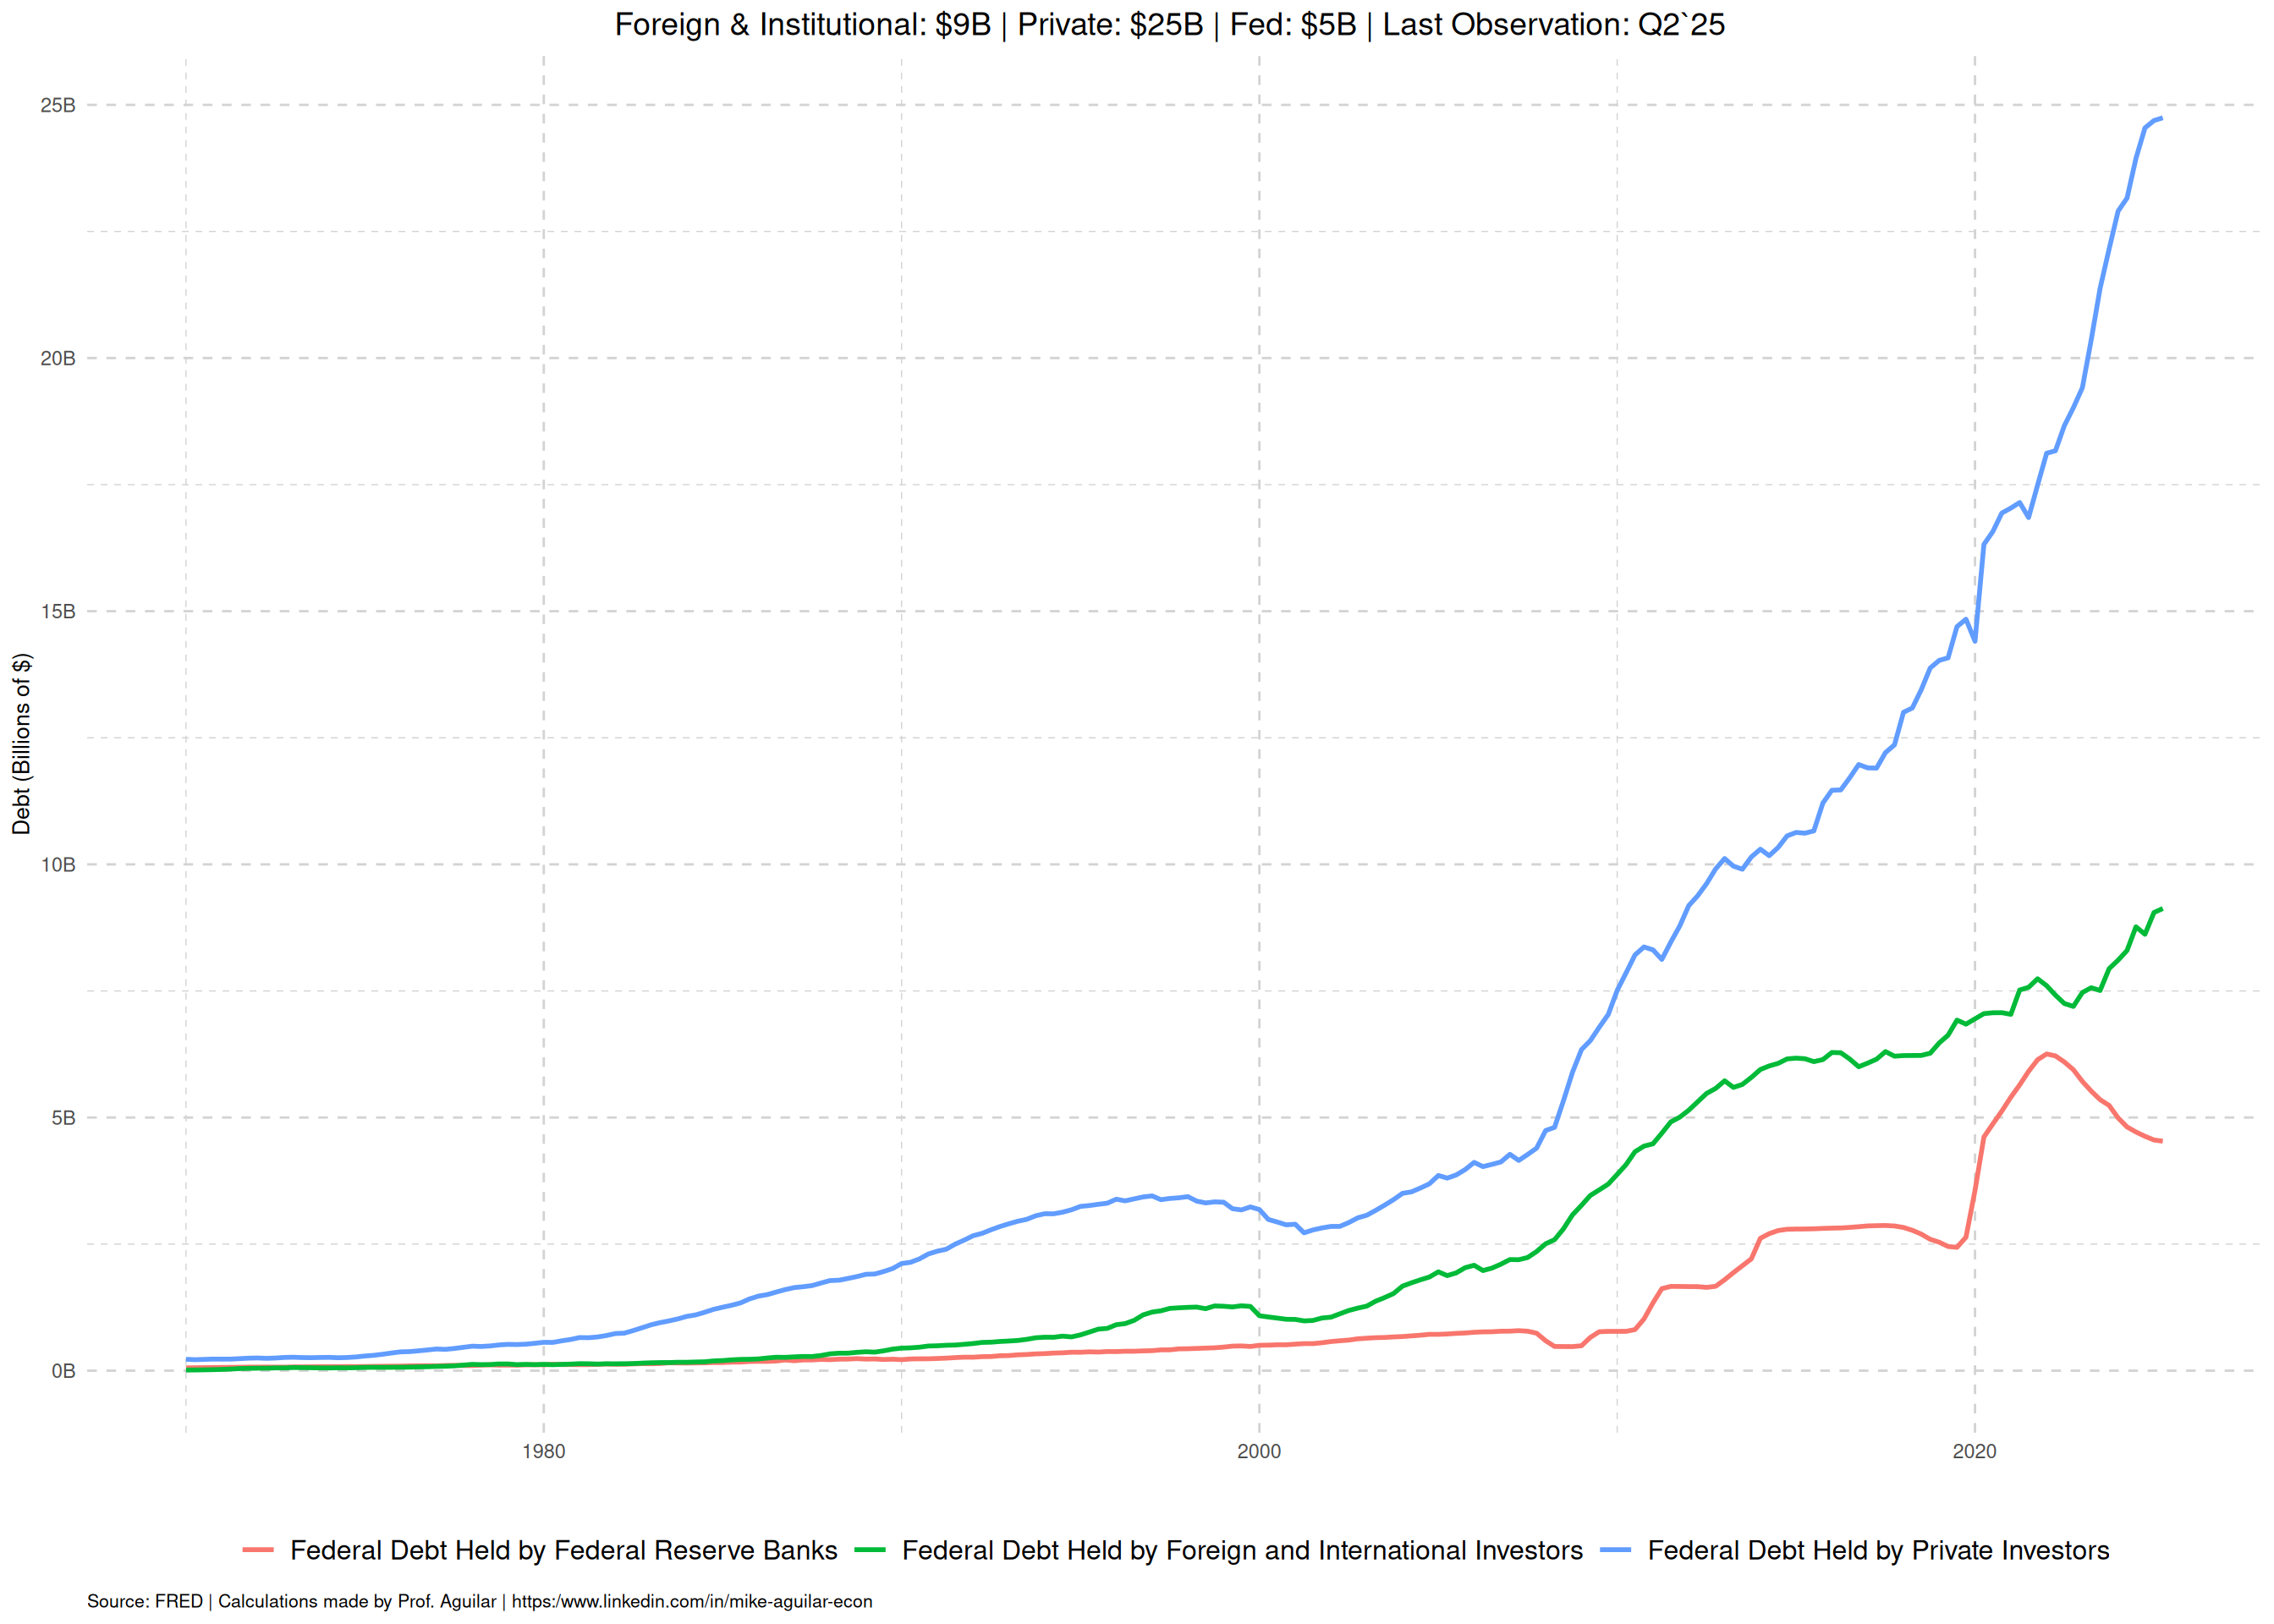 Foreign & Institutional: $9B | Private: $25B | Fed: $5B | Last Observation: Q2`25
Debt (Billions of $)
25B
20B
15B
10B
5B
0B
1980
2000
2020
Federal Debt Held by Federal Reserve Banks
Federal Debt Held by Foreign and International Investors
Federal Debt Held by Private Investors
Source: FRED | Calculations made by Prof. Aguilar | https:/www.linkedin.com/in/mike-aguilar-econ